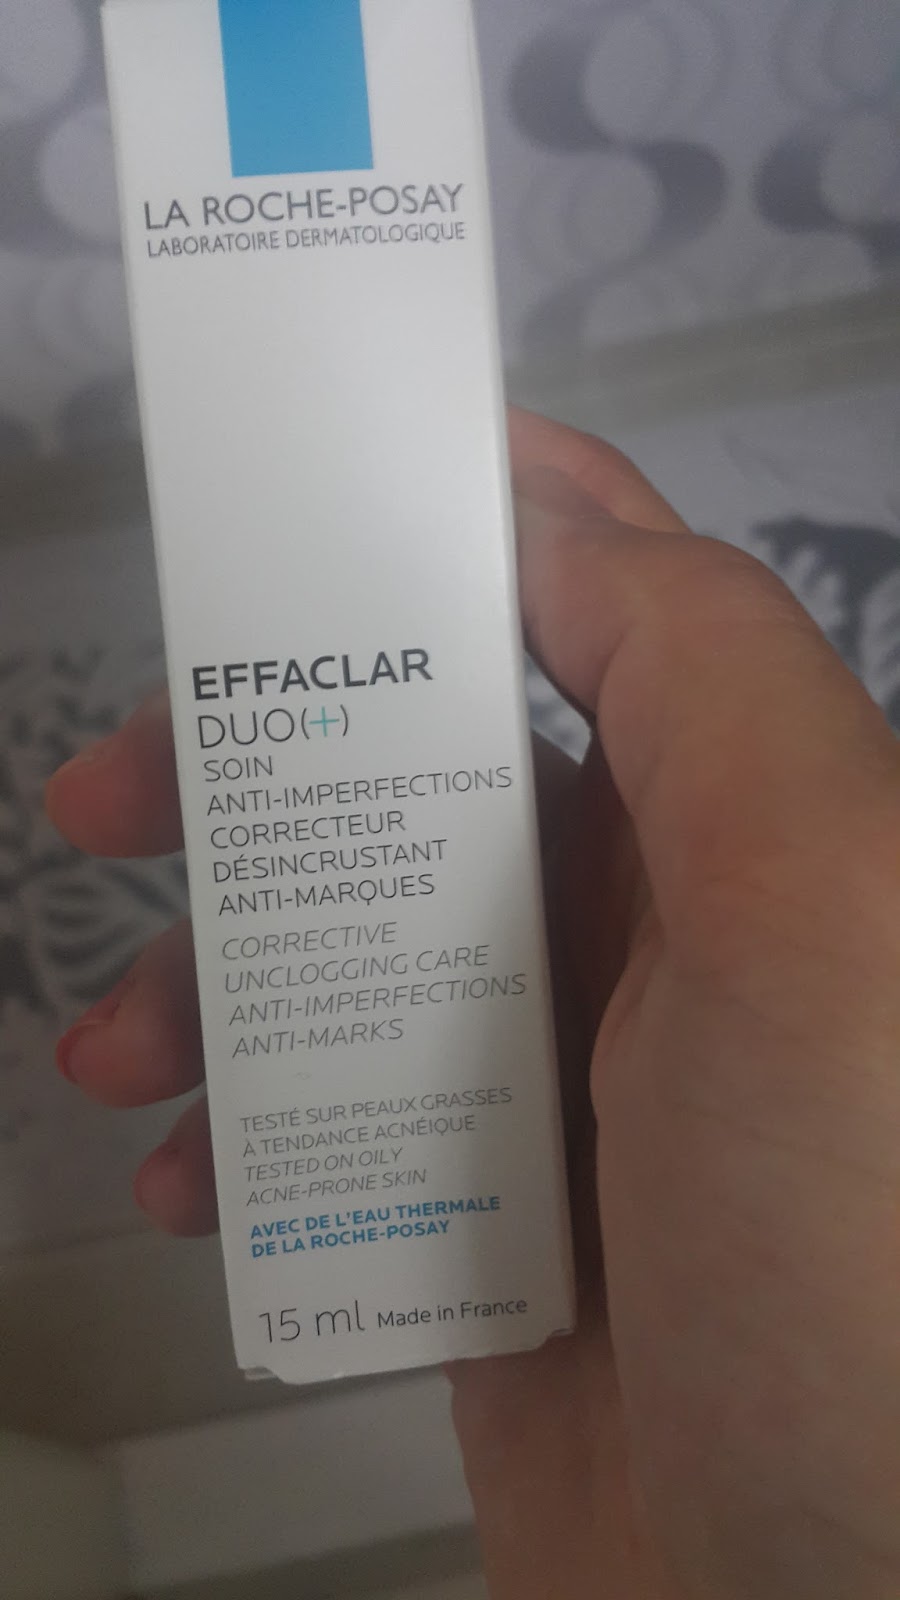 LA ROCHE-POSAY
LABORATOIRE DERMATOLOGIQUE
EFFACLAR
DUO(+)
SOIN
ANTI-IMPERFECTIONS
CORRECTEUR
DÉSINCRUSTANT
ANTI-MARQUES
CORRECTIVE
UNCLOGGING CARE
ANTI-IMPERFECTIONS
ANTI-MARKS
TESTÉ SUR PEAUX GRASSES
À TENDANCE ACNÉIQUE
TESTED ON OILY
ACNE-PRONE SKIN
AVEC DE L'EAU THERMALE
DE LA ROCHE-POSAY
15 ml Made in France